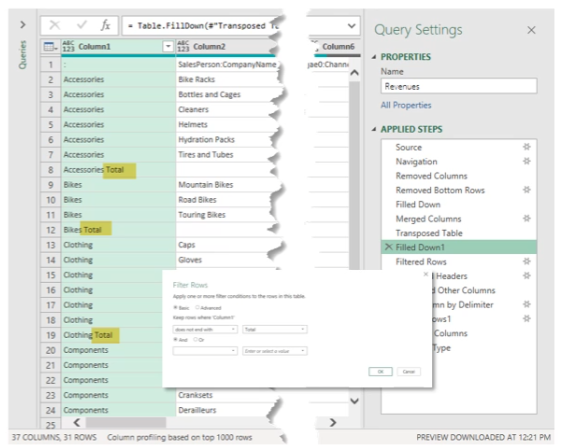 Queries
fx = Table.FillDown(#"Transposed T
ABC 123 Column1 ABC 123 Column2 Column6
1 : SalesPerson:CompanyName
2 Accessories Bike Racks
3 Accessories Bottles and Cages
4 Accessories Cleaners
5 Accessories Helmets
6 Accessories Hydration Packs
7 Accessories Tires and Tubes
8 Accessories Total
9 Bikes Mountain Bikes
10 Bikes Road Bikes
11 Bikes Touring Bikes
12 Bikes Total
13 Clothing Caps
14 Clothing Gloves
15 Clothing
16 Clothing
17 Clothing
18 Clothing
19 Clothing Total
20 Components
21 Components
22 Components
23 Components Cranksets
24 Components Derailleurs
25
37 COLUMNS, 31 ROWS Column profiling based on top 1000 rows
Filter Rows
Apply one or more filter conditions to the rows in this table.
Basic Advanced
Keep rows where 'Column1'
does not end with Total
And Or
Enter or select a value
OK Cancel
Query Settings
PROPERTIES
Name
Revenues
All Properties
APPLIED STEPS
Source
Navigation
Removed Columns
Removed Bottom Rows
Filled Down
Merged Columns
Transposed Table
Filled Down1
Filtered Rows
Headers
Other Columns
mn by Delimiter
ows1
Columns
Type
PREVIEW DOWNLOADED AT 12:21 PM